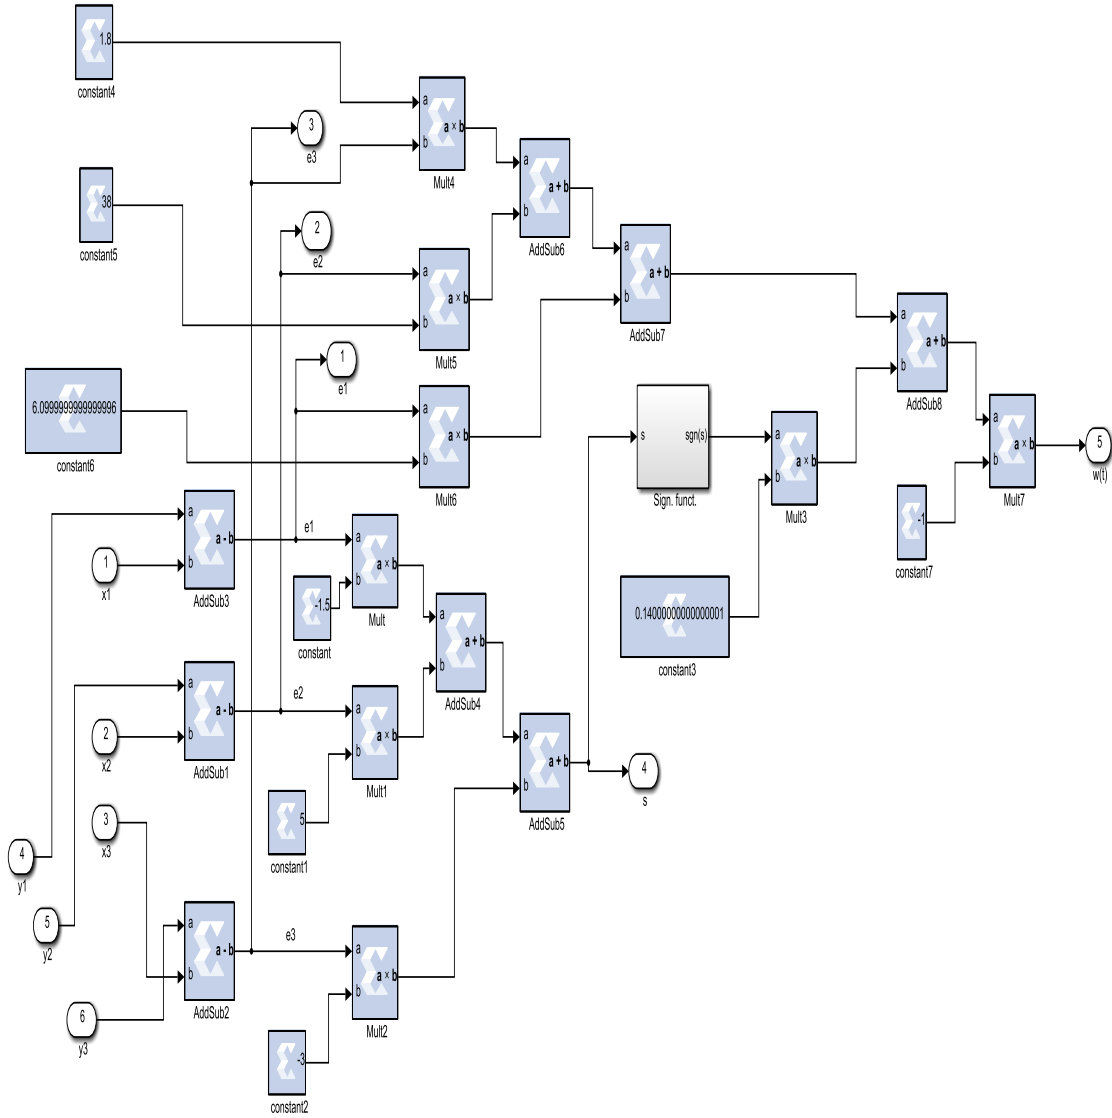 1.8
constant4
3
e3
a
a × b
b
Mult4
38
constant5
2
e2
a
a + b
b
AddSub6
a
a × b
b
Mult5
a
a + b
b
AddSub7
1
e1
6.0999999999999996
constant6
a
a × b
b
Mult6
a
a + b
b
AddSub8
s
sgn(s)
Sign. funct.
a
a × b
b
Mult3
a
a × b
b
Mult7
5
w(t)
-1
constant7
a
a - b
b
AddSub3
1
x1
e1
a
a × b
b
Mult
-1.5
constant
0.14000000000000001
constant3
a
a + b
b
AddSub4
a
a - b
b
AddSub1
2
x2
e2
a
a × b
b
Mult1
a
a + b
b
AddSub5
4
s
5
constant1
3
x3
4
y1
5
y2
a
a - b
b
AddSub2
e3
a
a × b
b
Mult2
6
y3
-3
constant2